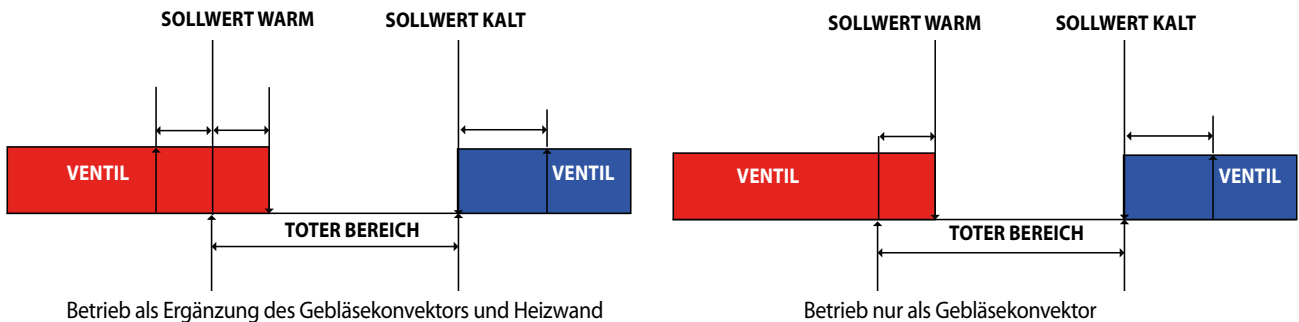 SOLLWERT WARM
SOLLWERT KALT
VENTIL
VENTIL
TOTER BEREICH
Betrieb als Ergänzung des Gebläsekonvektors und Heizwand
SOLLWERT WARM
SOLLWERT KALT
VENTIL
VENTIL
TOTER BEREICH
Betrieb nur als Gebläsekonvektor